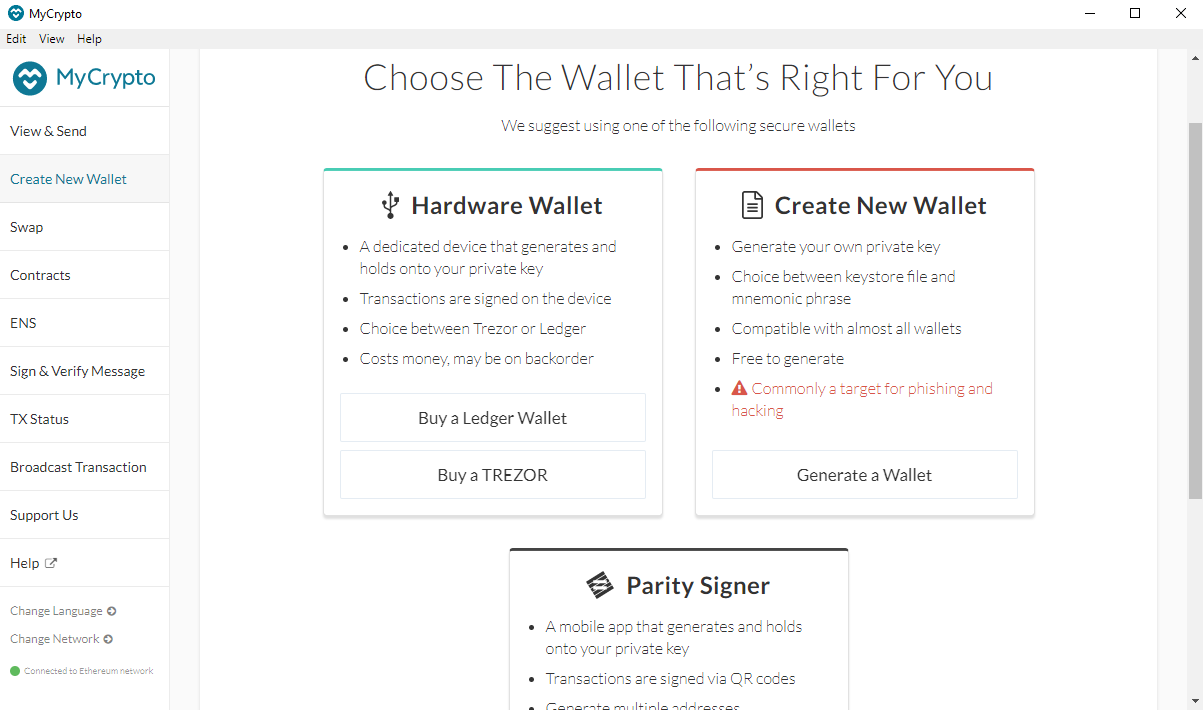 MyCrypto
Edit View Help
MyCrypto
View & Send
Create New Wallet
Swap
Contracts
ENS
Sign & Verify Message
TX Status
Broadcast Transaction
Support Us
Help
Change Language
Change Network
Connected to Ethereum network
Choose The Wallet That’s Right For You
We suggest using one of the following secure wallets
Hardware Wallet
A dedicated device that generates and
holds onto your private key
Transactions are signed on the device
Choice between Trezor or Ledger
Costs money, may be on backorder
Buy a Ledger Wallet
Buy a TREZOR
Create New Wallet
Generate your own private key
Choice between keystore file and
mnemonic phrase
Compatible with almost all wallets
Free to generate
Commonly a target for phishing and
hacking
Generate a Wallet
Parity Signer
A mobile app that generates and holds
onto your private key
Transactions are signed via QR codes
Generate multiple addresses